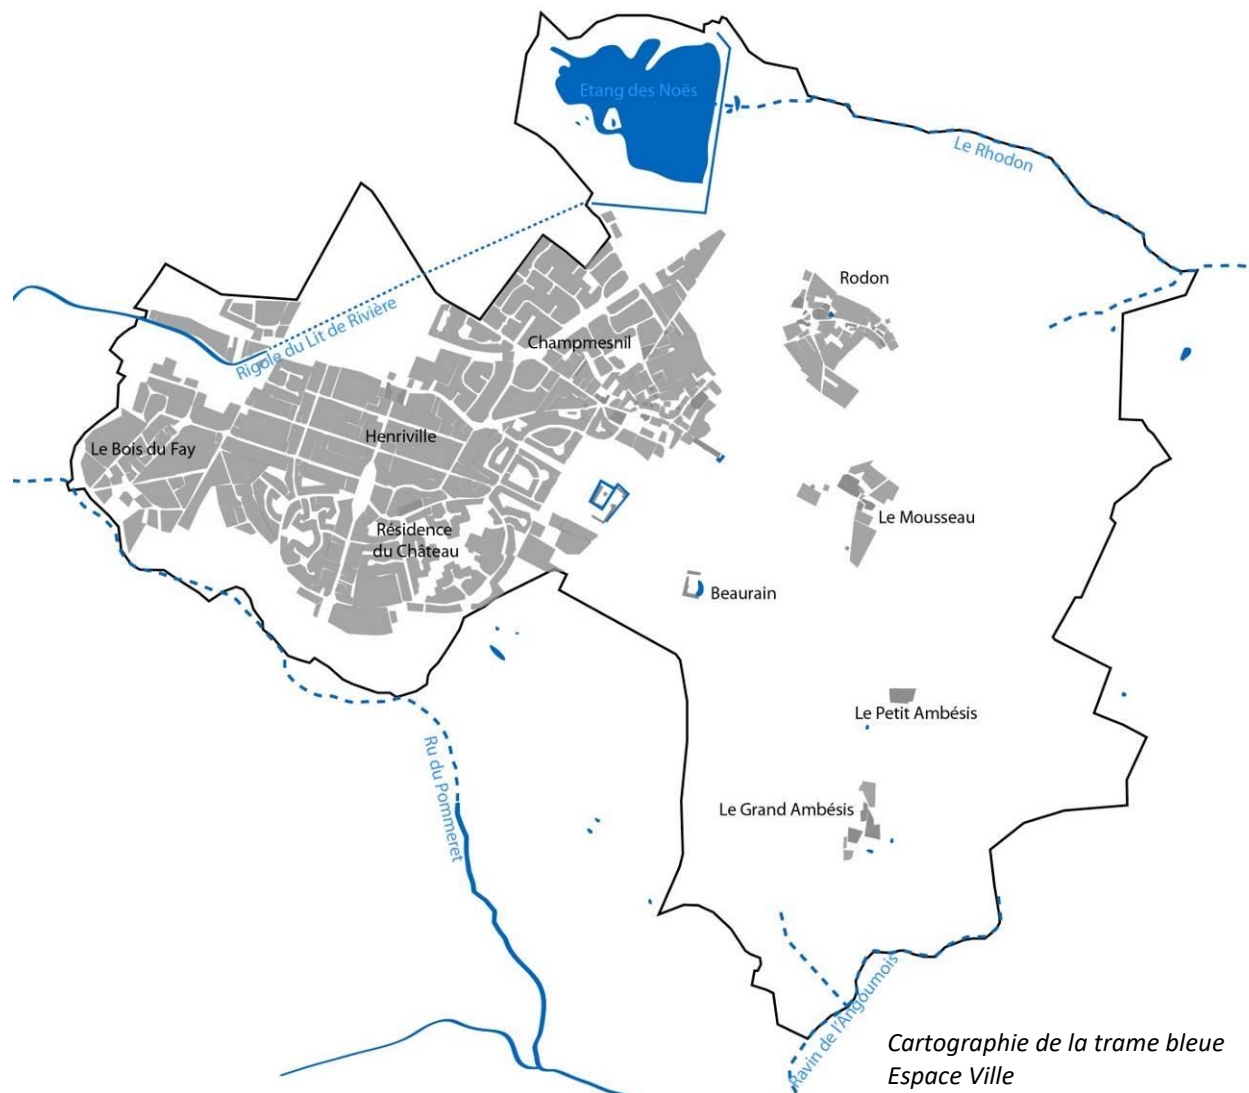 Etang des Noës
Le Rhodon
Rodon
Rigole du Lit de Rivière
Champmesnil
Henriville
Le Bois du Fay
Le Mousseau
Résidence
du Château
Beaurain
Le Petit Ambésis
Ru du Pommeret
Le Grand Ambésis
Ravin de l'Angoumois
Cartographie de la trame bleue
Espace Ville